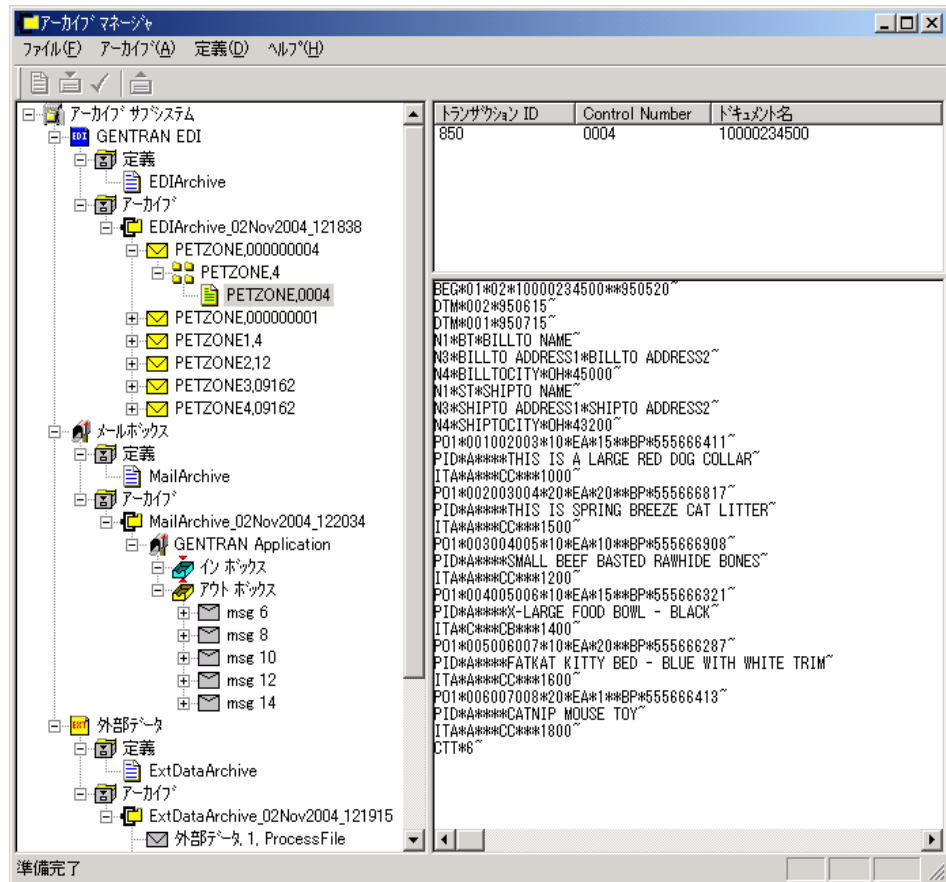 アーカイブ マネージャ
ファイル(F) アーカイブ(A) 定義(D) ヘルプ(H)
アーカイブ サブシステム
GENTRAN EDI
定義
EDIArchive
アーカイブ
EDIArchive_02Nov2004_121838
PETZONE,000000004
PETZONE,4
PETZONE,0004
PETZONE,000000001
PETZONE1,4
PETZONE2,12
PETZONE3,09162
PETZONE4,09162
メールボックス
定義
MailArchive
アーカイブ
MailArchive_02Nov2004_122034
GENTRAN Application
イン ボックス
アウト ボックス
msg 6
msg 8
msg 10
msg 12
msg 14
外部データ
定義
ExtDataArchive
アーカイブ
ExtDataArchive_02Nov2004_121915
外部データ, 1, ProcessFile
トランザクション ID Control Number ドキュメント名
850 0004 10000234500
BEG*01*02*10000234500**950520~
DTM*002*950615~
DTM*001*950715~
N1*BT*BILLTO NAME~
N3*BILLTO ADDRESS1*BILLTO ADDRESS2~
N4*BILLTOCITY*OH*45000~
N1*ST*SHIPTO NAME~
N3*SHIPTO ADDRESS1*SHIPTO ADDRESS2~
N4*SHIPTOCITY*OH*43200~
PO1*001002003*10*EA*15**BP*555666411~
PID*A****THIS IS A LARGE RED DOG COLLAR~
ITA*A***CC***1000~
PO1*002003004*20*EA*20**BP*555666817~
PID*A****THIS IS SPRING BREEZE CAT LITTER~
ITA*A***CC***1500~
PO1*003004005*10*EA*10**BP*555666908~
PID*A****SMALL BEEF BASTED RAWHIDE BONES~
ITA*A***CC***1200~
PO1*004005006*10*EA*15**BP*555666321~
PID*A****X-LARGE FOOD BOWL - BLACK~
ITA*C***CB***1400~
PO1*005006007*10*EA*20**BP*555666287~
PID*A****FATKAT KITTY BED - BLUE WITH WHITE TRIM~
ITA*A***CC***1600~
PO1*006007008*20*EA*1**BP*555666413~
PID*A****CATNIP MOUSE TOY~
ITA*A***CC***1800~
CTT*6~
準備完了